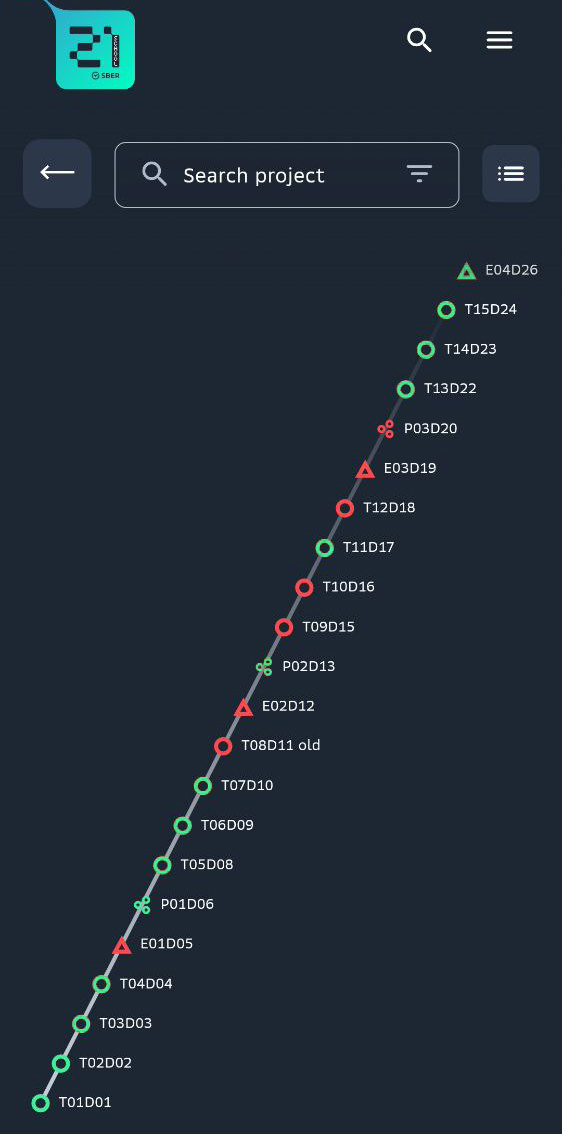 21
SCHOOL
SBER
Search project
E04D26
T15D24
T14D23
T13D22
P03D20
E03D19
T12D18
T11D17
T10D16
T09D15
P02D13
E02D12
T08D11 old
T07D10
T06D09
T05D08
P01D06
E01D05
T04D04
T03D03
T02D02
T01D01